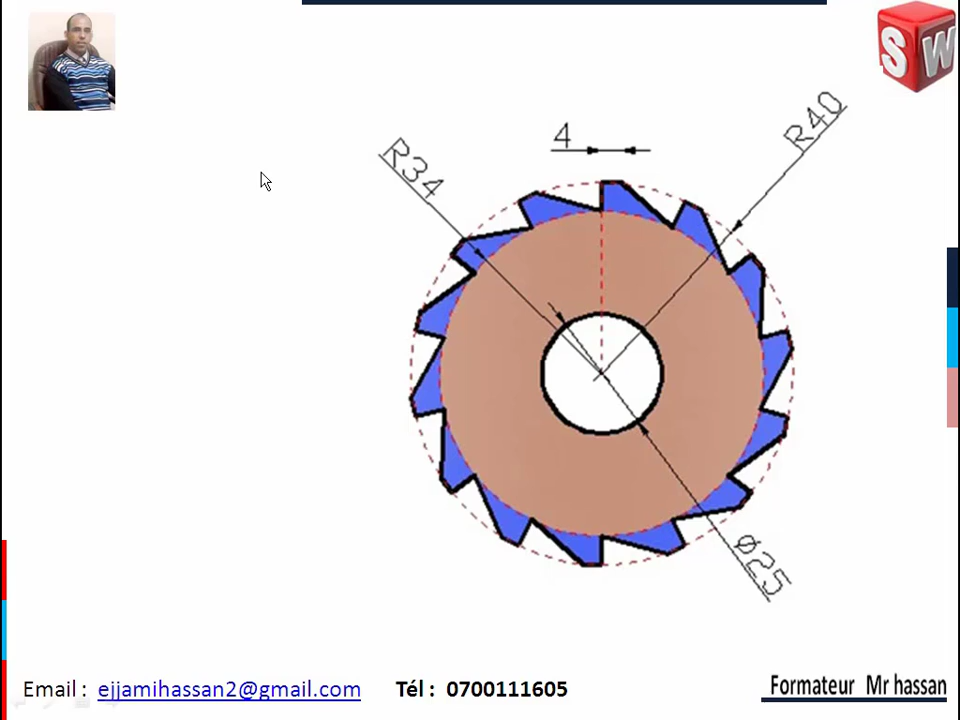 SW
R40
4
R34
ø25
Email : ejjamihassan2@gmail.com Tél : 0700111605
Formateur Mr hassan